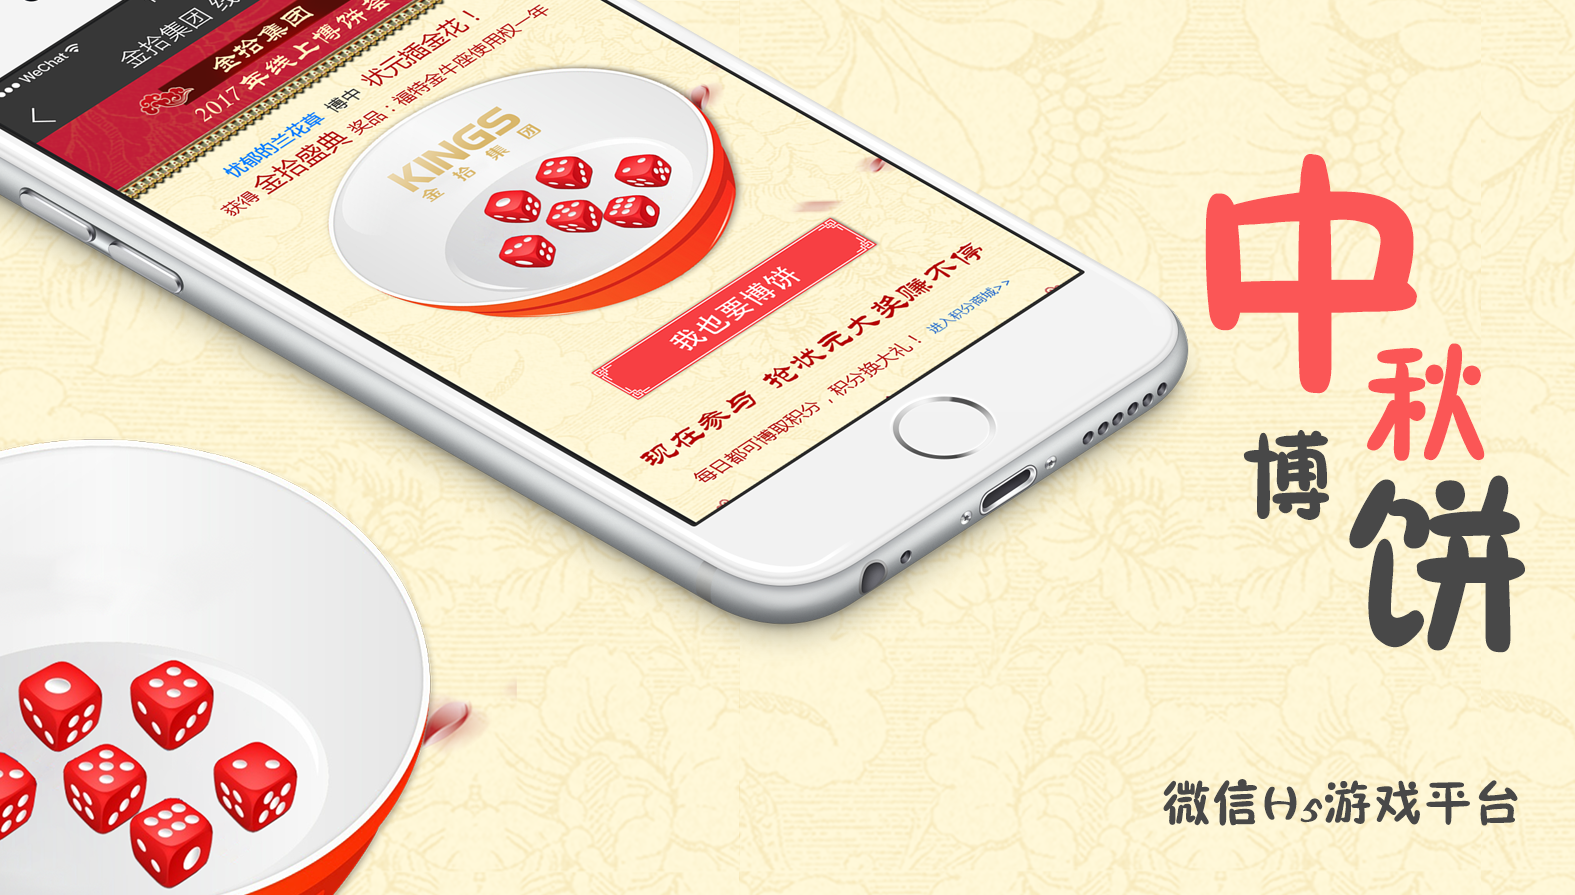 WeChat
金拾集团 线
金拾集团
2017 年线上博饼会
忧郁的兰花草 博中 状元插金花！
获得 金拾盛典 奖品：福特金牛座使用权一年
KINGS
金拾集团
我也要博饼
现在参与 抢状元大奖赚不停
每日都可博取积分，积分换大礼！ 进入积分商城>>
中秋
博饼
微信H5游戏平台